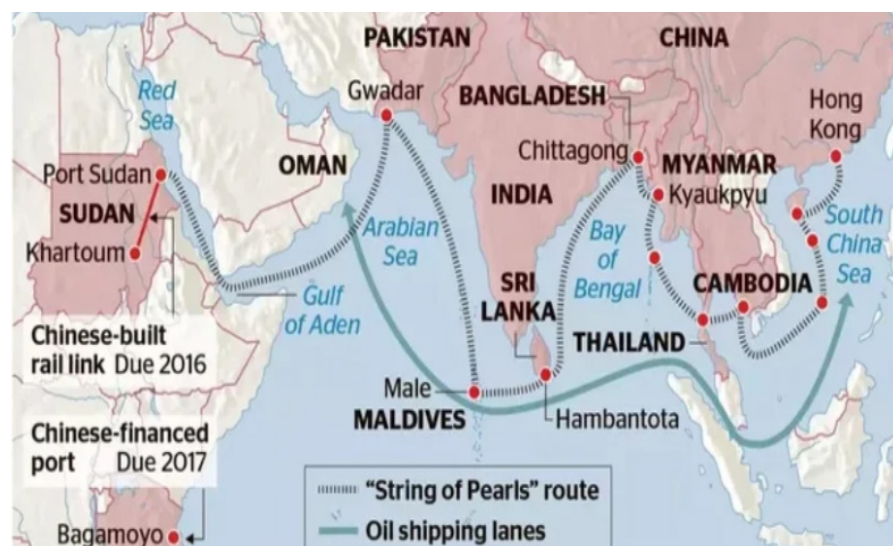 PAKISTAN
CHINA
Gwadar
BANGLADESH
Red
Sea
Hong
Kong
Chittagong
Port Sudan
OMAN
MYANMAR
Kyaukpyu
INDIA
SUDAN
Arabian
Sea
Bay
of
Bengal
South
China
Sea
Khartoum
SRI
LANKA
CAMBODIA
Gulf
of Aden
Chinese-built
rail link Due 2016
THAILAND
Male
MALDIVES
Hambantota
Chinese-financed
port Due 2017
"String of Pearls" route
Oil shipping lanes
Bagamoyo